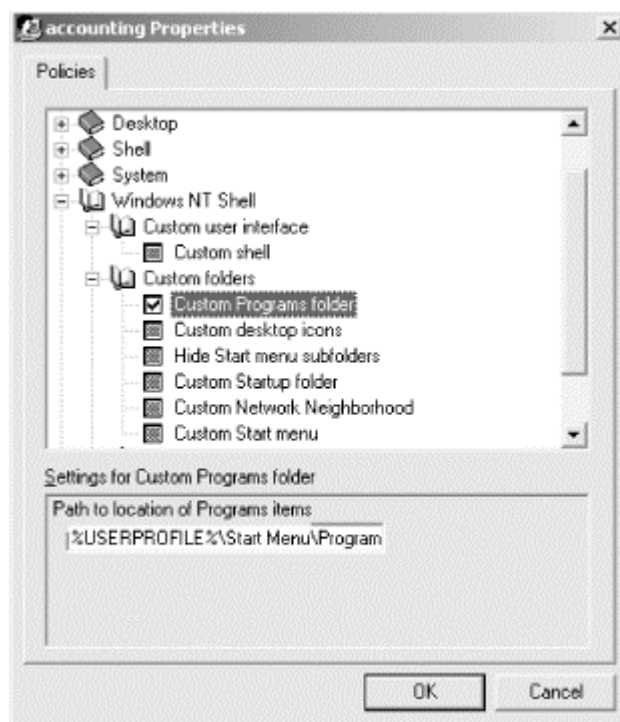 accounting Properties
Policies
Desktop
Shell
System
Windows NT Shell
Custom user interface
Custom shell
Custom folders
Custom Programs folder
Custom desktop icons
Hide Start menu subfolders
Custom Startup folder
Custom Network Neighborhood
Custom Start menu
Settings for Custom Programs folder
Path to location of Programs items
%USERPROFILE%\Start Menu\Program
OK
Cancel